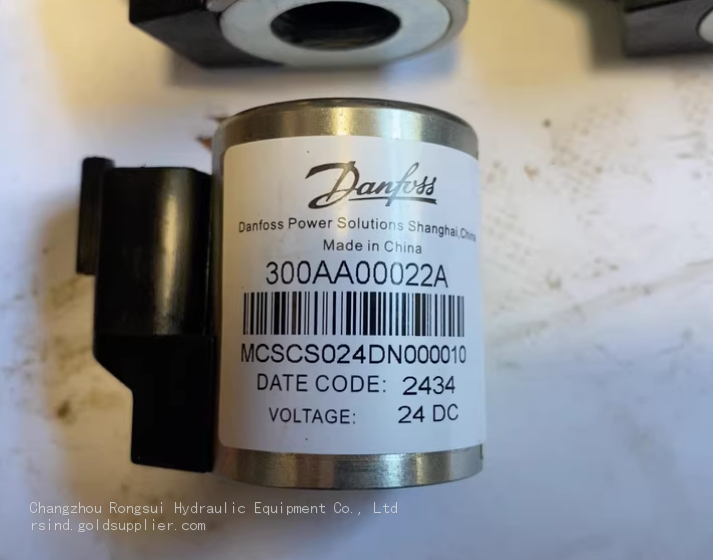 Danfoss
Danfoss Power Solutions Shanghai,China
Made in China
300AA00022A
MCSCS024DN000010
DATE CODE: 2434
VOLTAGE: 24 DC
Changzhou Rongsui Hydraulic Equipment Co., Ltd
rsind.goldsupplier.com